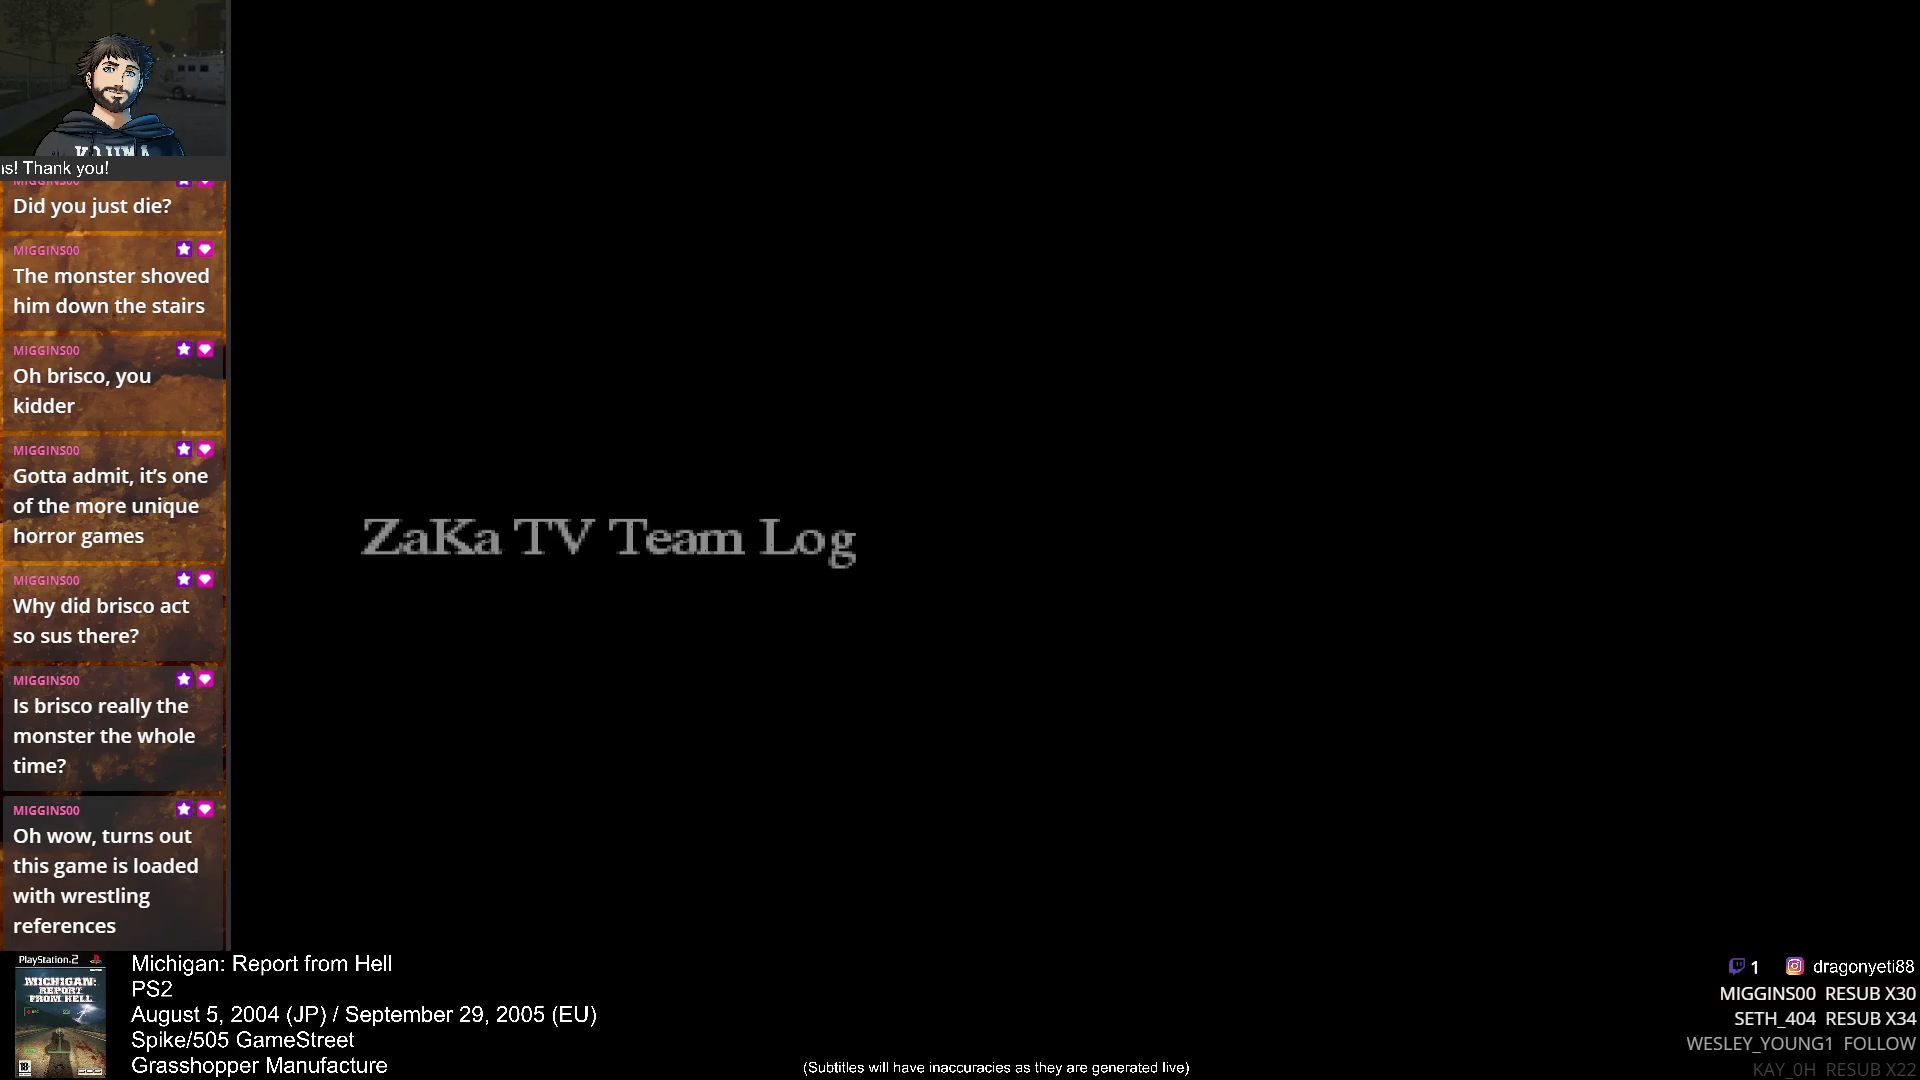 KOJIMA
ns! Thank you!
MIGGINS00
Did you just die?
MIGGINS00
The monster shoved
him down the stairs
MIGGINS00
Oh brisco, you
kidder
MIGGINS00
Gotta admit, it’s one
of the more unique
horror games
MIGGINS00
Why did brisco act
so sus there?
MIGGINS00
Is brisco really the
monster the whole
time?
MIGGINS00
Oh wow, turns out
this game is loaded
with wrestling
references
ZaKa TV Team Log
PlayStation.2
MICHIGAN:
REPORT
FROM HELL
18
505
Michigan: Report from Hell
PS2
August 5, 2004 (JP) / September 29, 2005 (EU)
Spike/505 GameStreet
Grasshopper Manufacture
(Subtitles will have inaccuracies as they are generated live)
1 dragonyeti88
MIGGINS00 RESUB X30
SETH_404 RESUB X34
WESLEY_YOUNG1 FOLLOW
KAY_0H RESUB X22